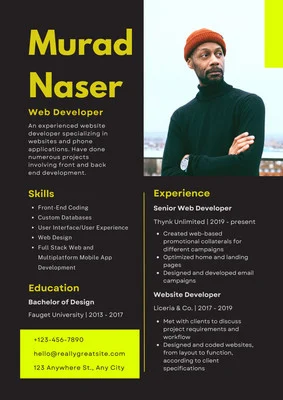 Murad
Naser
Web Developer
An experienced website
developer specializing in
websites and phone
applications. Have done
numerous projects
involving front and back
end development.
Skills
• Front-End Coding
• Custom Databases
• User Interface/User Experience
• Web Design
• Full Stack Web and
Multiplatform Mobile App
Development
Education
Bachelor of Design
Fauget University | 2013 - 2017
+123-456-7890
hello@reallygreatsite.com
123 Anywhere St., Any City
Experience
Senior Web Developer
Thynk Unlimited | 2019 - present
• Created web-based
promotional collaterals for
different campaigns
• Optimized home and landing
pages
• Designed and developed email
campaigns
Website Developer
Liceria & Co. | 2017 - 2019
• Met with clients to discuss
project requirements and
workflow
• Designed and coded websites,
from layout to function,
according to client
specifications